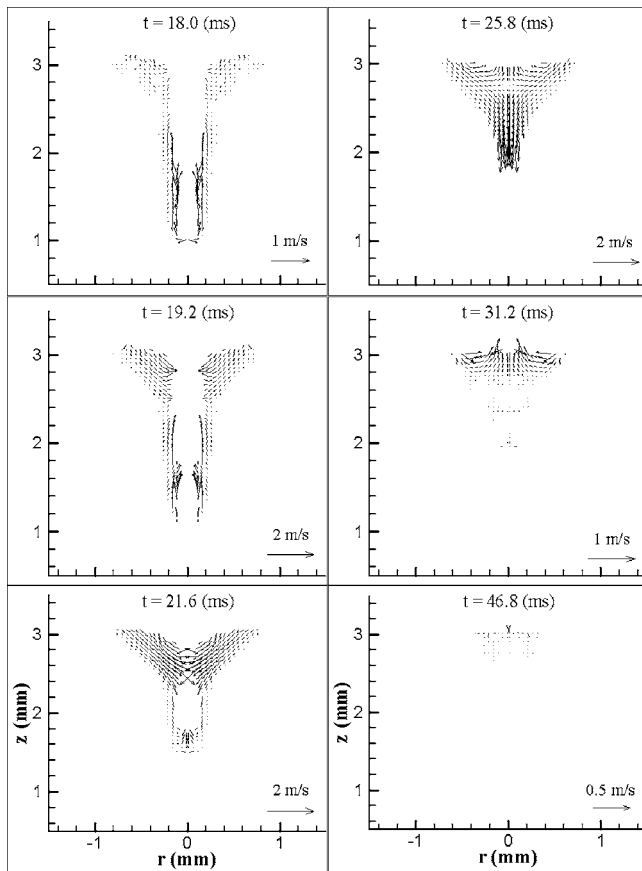 t = 18.0 (ms)
3
2
1
1 m/s
t = 25.8 (ms)
3
2
1
2 m/s
t = 19.2 (ms)
3
2
1
2 m/s
t = 31.2 (ms)
3
2
1
1 m/s
t = 21.6 (ms)
3
2
1
z (mm)
2 m/s
-1 0 1
r (mm)
t = 46.8 (ms)
3
2
1
z (mm)
0.5 m/s
-1 0 1
r (mm)